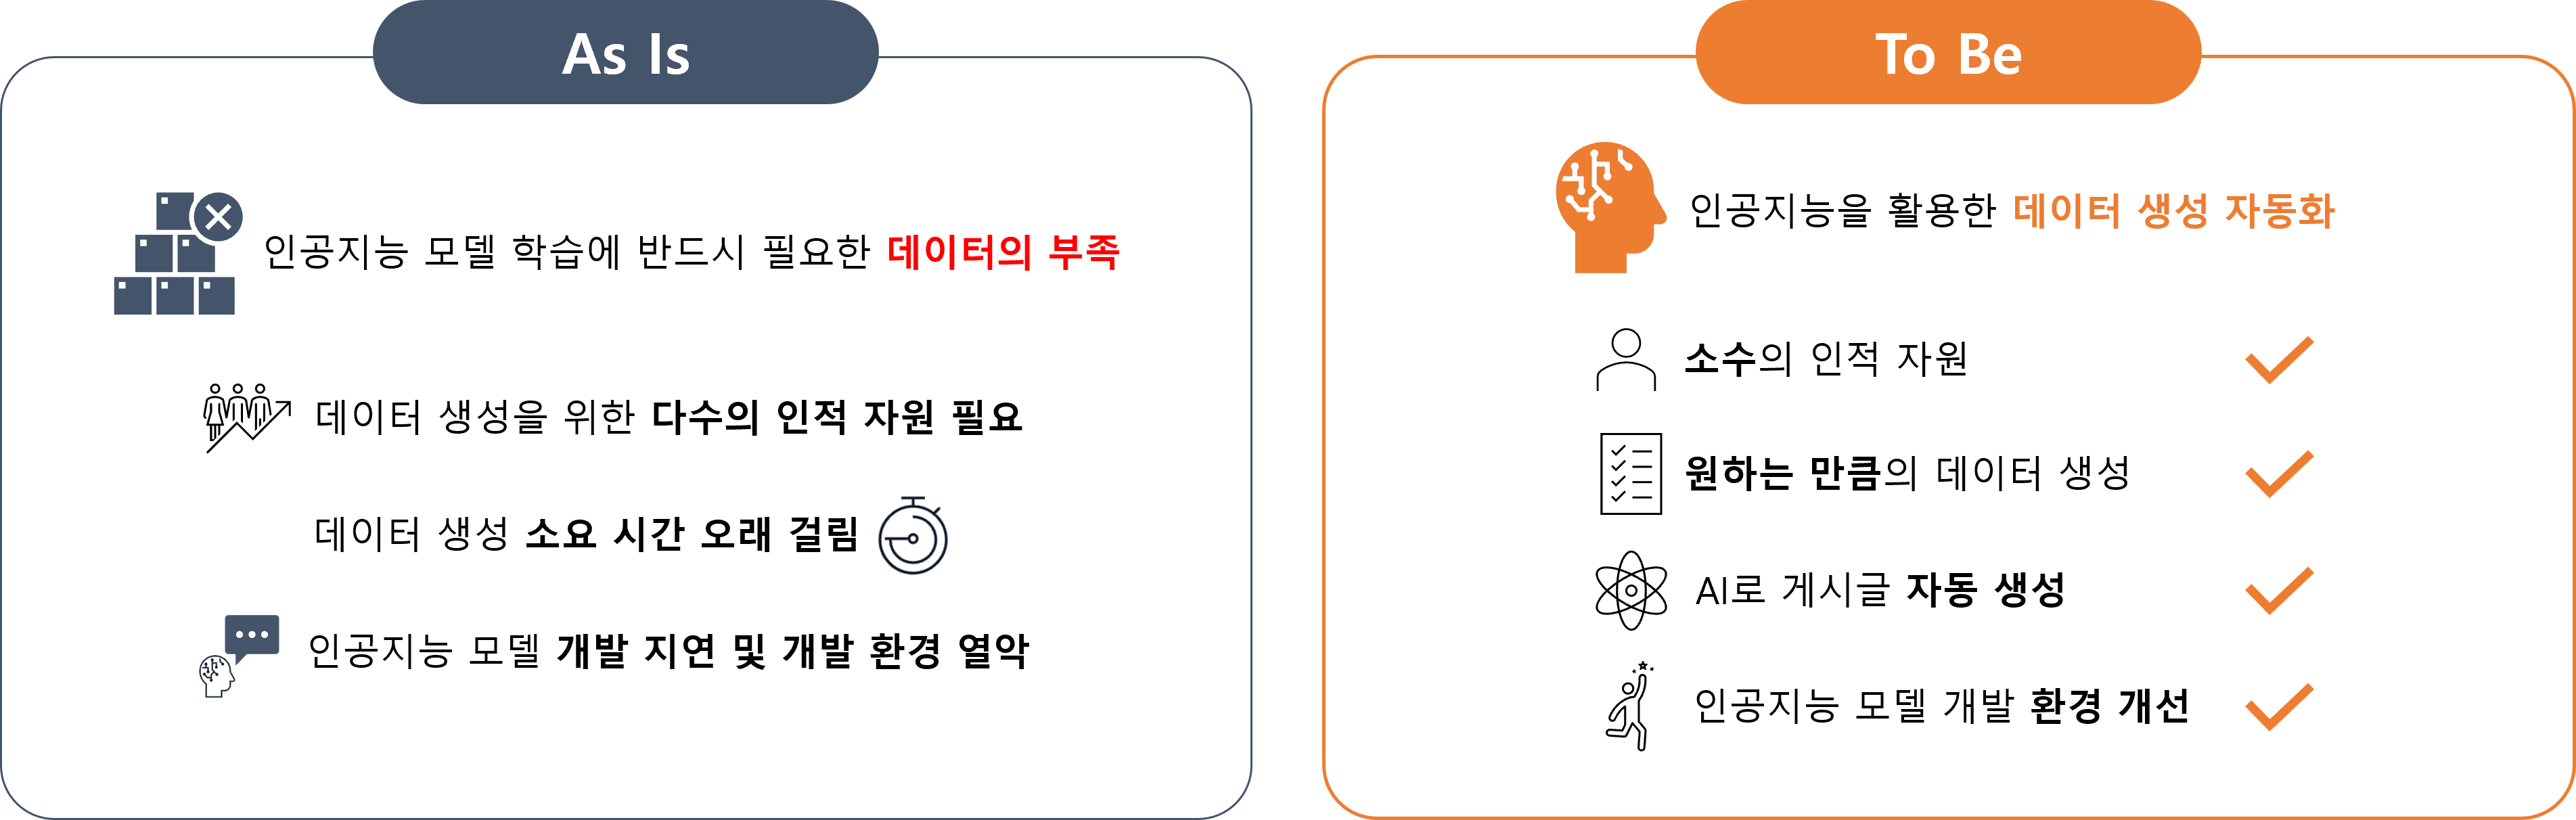 As Is
인공지능 모델 학습에 반드시 필요한 데이터의 부족
데이터 생성을 위한 다수의 인적 자원 필요
데이터 생성 소요 시간 오래 걸림
인공지능 모델 개발 지연 및 개발 환경 열악
To Be
인공지능을 활용한 데이터 생성 자동화
소수의 인적 자원
원하는 만큼의 데이터 생성
AI로 게시글 자동 생성
인공지능 모델 개발 환경 개선